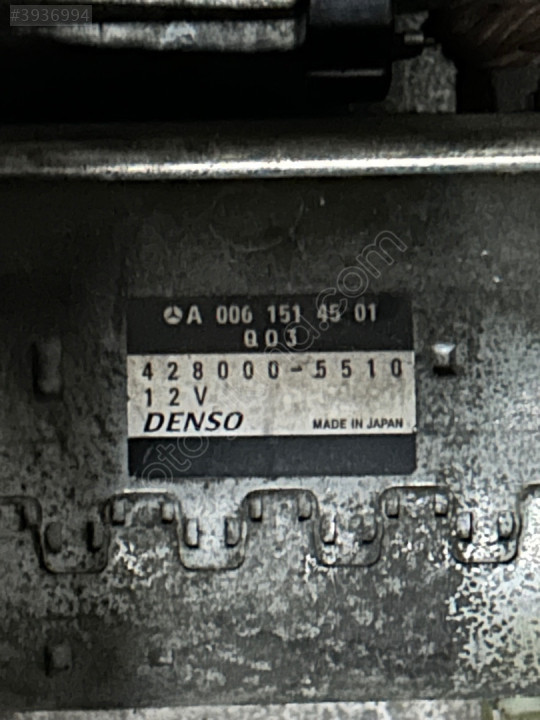 #3936994
A 006 151 45 01
Q03
428000-5510
12V
DENSO
MADE IN JAPAN